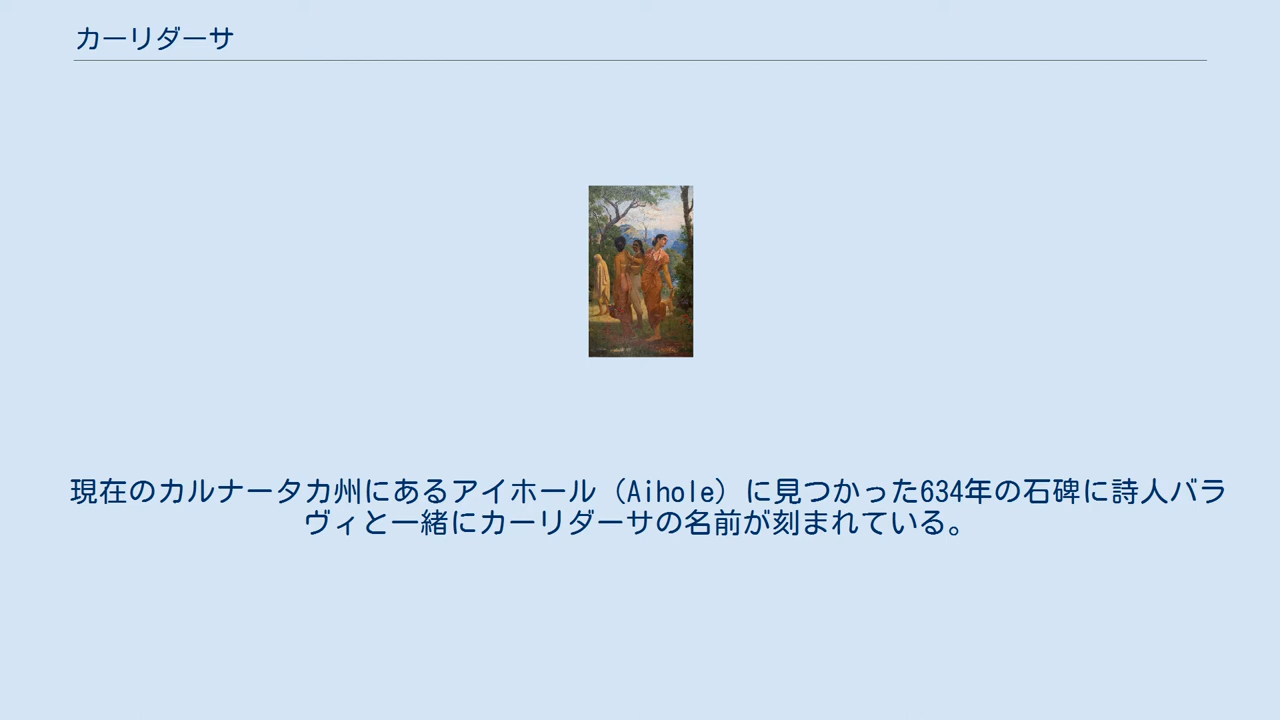 カーリダーサ
現在のカルナータカ州にあるアイホール（Aihole）に見つかった634年の石碑に詩人バラ
ヴィと一緒にカーリダーサの名前が刻まれている。